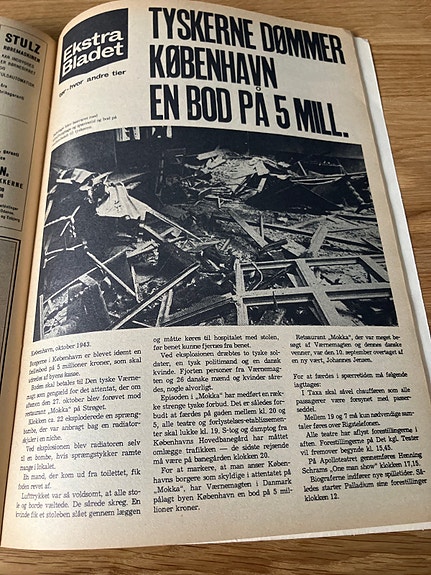 STULZ
RØBEMASKINEN
Ekstra
Bladet
tør - hvor andre tier
TYSKERNE DØMMER
KØBENHAVN
EN BOD PÅ 5 MILL.
København, oktober 1943.
Borgerne i København er blevet idømt en
fællesbod på 5 millioner kroner, som skal
udredes af byens kasse.
Boden skal betales til Den tyske Værne-
magt som gengæld for det attentat, der om
aftenen den 27. oktober blev forøvet mod
restaurant „Mokka“ på Strøget.
Klokken ca. 22 eksploderede en spræng-
bombe, der var anbragt bag en radiator-
skjuler i en niche.
Ved eksplosionen blev radiatoren selv
til en bombe, hvis sprængstykker ramte
mange i lokalet.
En mand, der kom ud fra toilettet, fik
foden revet af.
Lufttrykket var så voldsomt, at alle sto-
le og borde væltede. De sårede skreg. En
kvinde fik et stoleben slået gennem læggen
og måtte køres til hospitalet med stolen,
før benet kunne fjernes fra benet.
Ved eksplosionen dræbtes to tyske sol-
dater, en tysk politimand og en dansk
kvinde. Fjorten personer fra Værnemag-
ten og 26 danske mænd og kvinder såre-
des, nogle alvorligt.
Episoden i „Mokka“ har medført en ræk-
ke strenge tyske forbud. Det er således for-
budt at færdes på gaden mellem kl. 20 og
5, alle teatre og forlystelses-etablissemen-
ter skal lukke kl. 19. S-tog og damptog fra
Københavns Hovedbanegård har måttet
omlægge trafikken — de sidste rejsende
må være på banegården klokken 20.
For at markere, at man anser Køben-
havns borgere som skyldige i attentatet på
„Mokka“, har Værnemagten i Danmark
pålagt byen København en bod på 5 mil-
lioner kroner.
Restaurant „Mokka“, der var meget be-
søgt af Værnemagten og dennes danske
venner, var den 10. september overtaget af
en ny vært, Johannes Jensen.
For at færdes i spærretiden må følgende
iagttages:
I Taxa skal såvel chaufføren som alle
passagerer være forsynet med passer-
seddel.
Mellem 19 og 7 må kun nødvendige sam-
taler føres over Rigstelefonen.
Alle teatre har aflyst forestillingerne i
aften. Forestillingerne på Det kgl. Teater
vil fremover begynde kl. 15,45.
På Apolloteatret gennemføres Henning
Schrams „One man show“ klokken 17,15.
Biograferne indfører nye spilletider. Så-
ledes starter Palladium sine forestillinger
klokken 12.